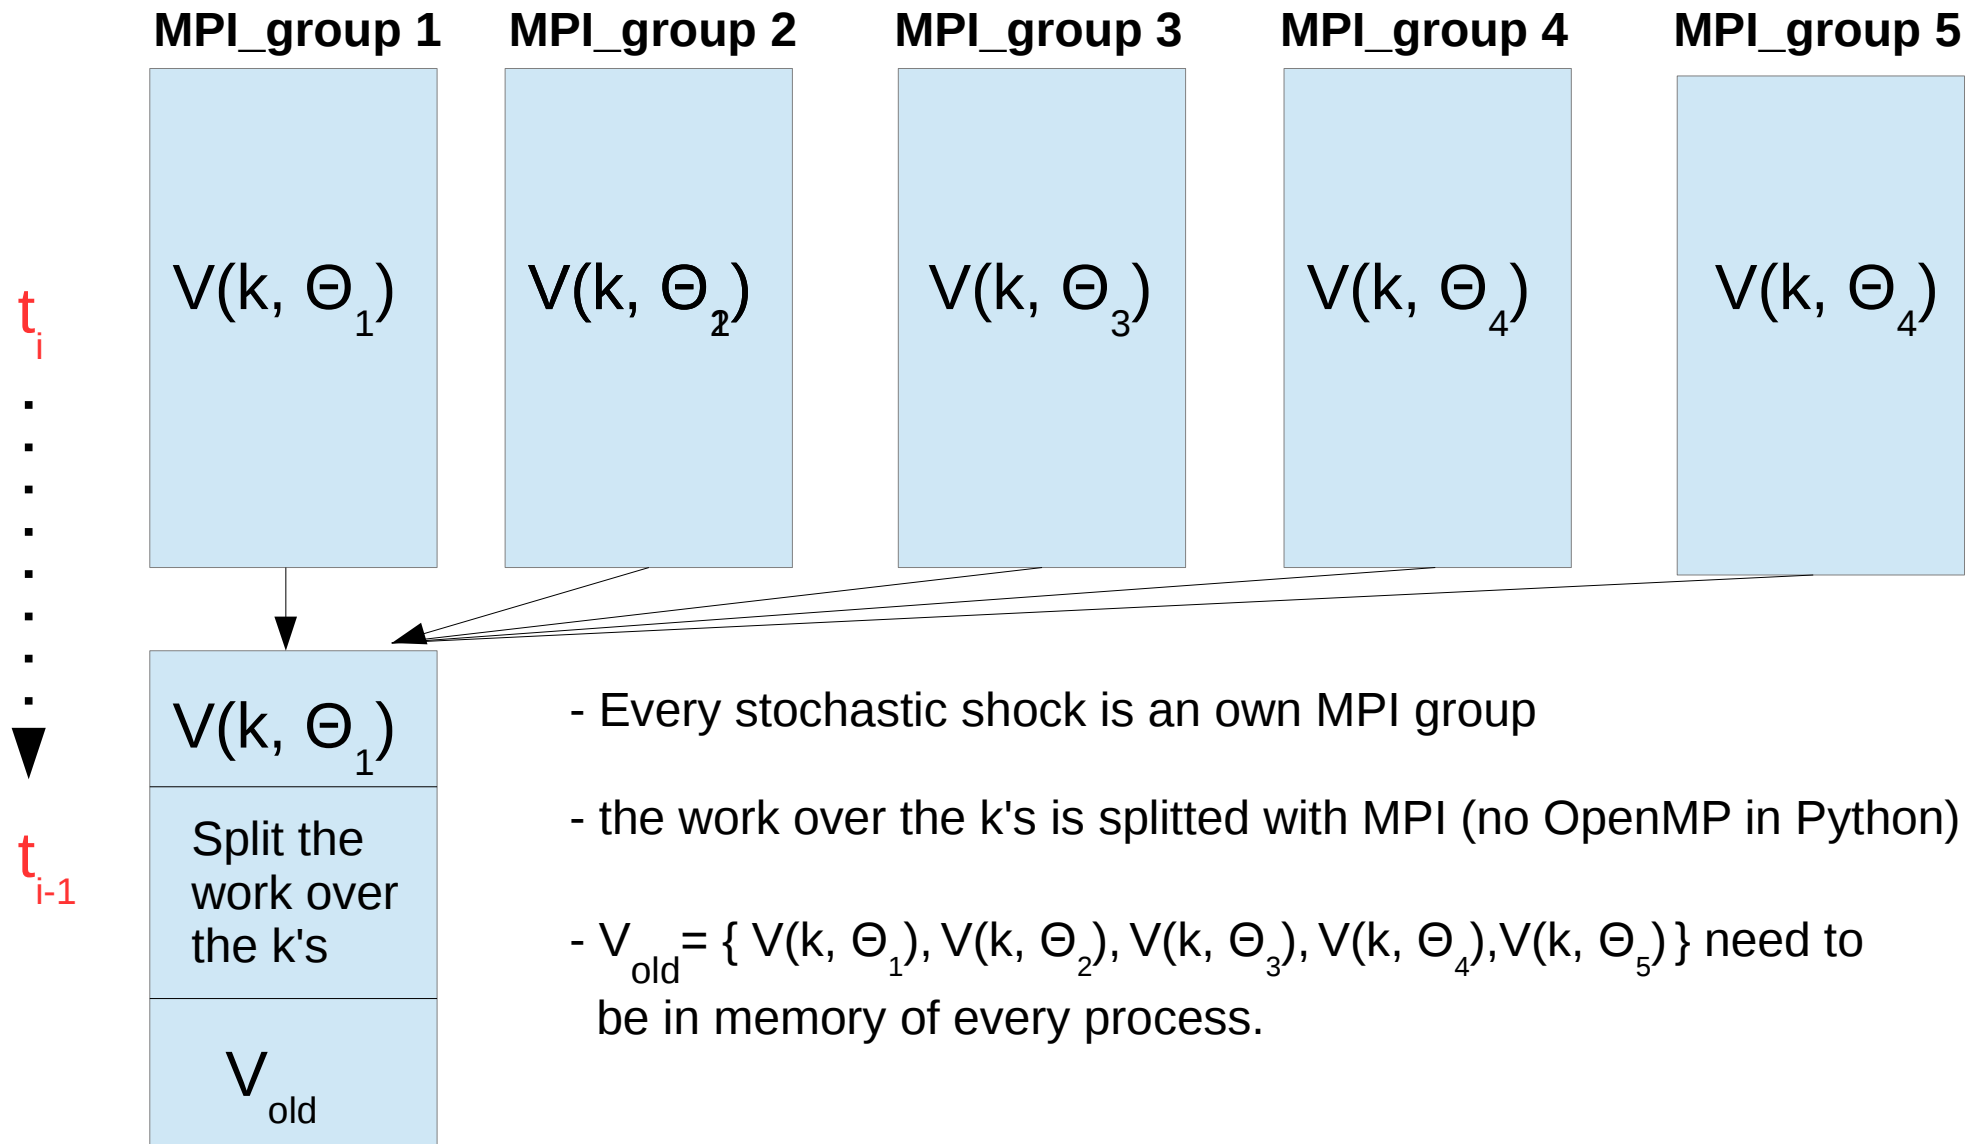 MPI_group 1 MPI_group 2 MPI_group 3 MPI_group 4 MPI_group 5
V(k, Θ1) V(k, Θ2) V(k, Θ3) V(k, Θ4) V(k, Θ4)
ti
V(k, Θ1)
Split the
work over
the k's
Vold
ti-1
- Every stochastic shock is an own MPI group
- the work over the k's is splitted with MPI (no OpenMP in Python)
- Vold= { V(k, Θ1), V(k, Θ2), V(k, Θ3), V(k, Θ4),V(k, Θ5) } need to
be in memory of every process.